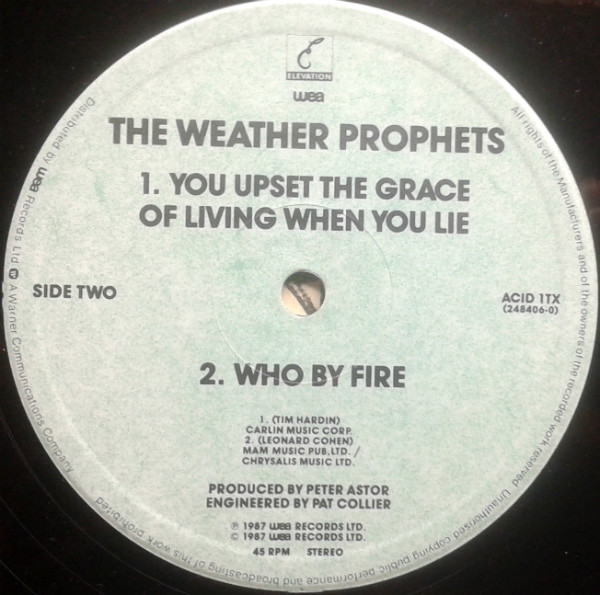 ELEVATION
wea
THE WEATHER PROPHETS
1. YOU UPSET THE GRACE
OF LIVING WHEN YOU LIE
SIDE TWO
ACID 1TX
(248406-0)
2. WHO BY FIRE
1. (TIM HARDIN)
CARLIN MUSIC CORP.
2. (LEONARD COHEN)
MAM MUSIC PUB. LTD. /
CHRYSALIS MUSIC LTD.
PRODUCED BY PETER ASTOR
ENGINEERED BY PAT COLLIER
℗ 1987 wea RECORDS LTD.
© 1987 wea RECORDS LTD.
45 RPM STEREO
All rights of the Manufacturers and of the owners of the recorded work reserved. Unauthorised copying public performance and broadcasting of this work prohibited.
Distributed by wea Records Ltd. A Warner Communications Company